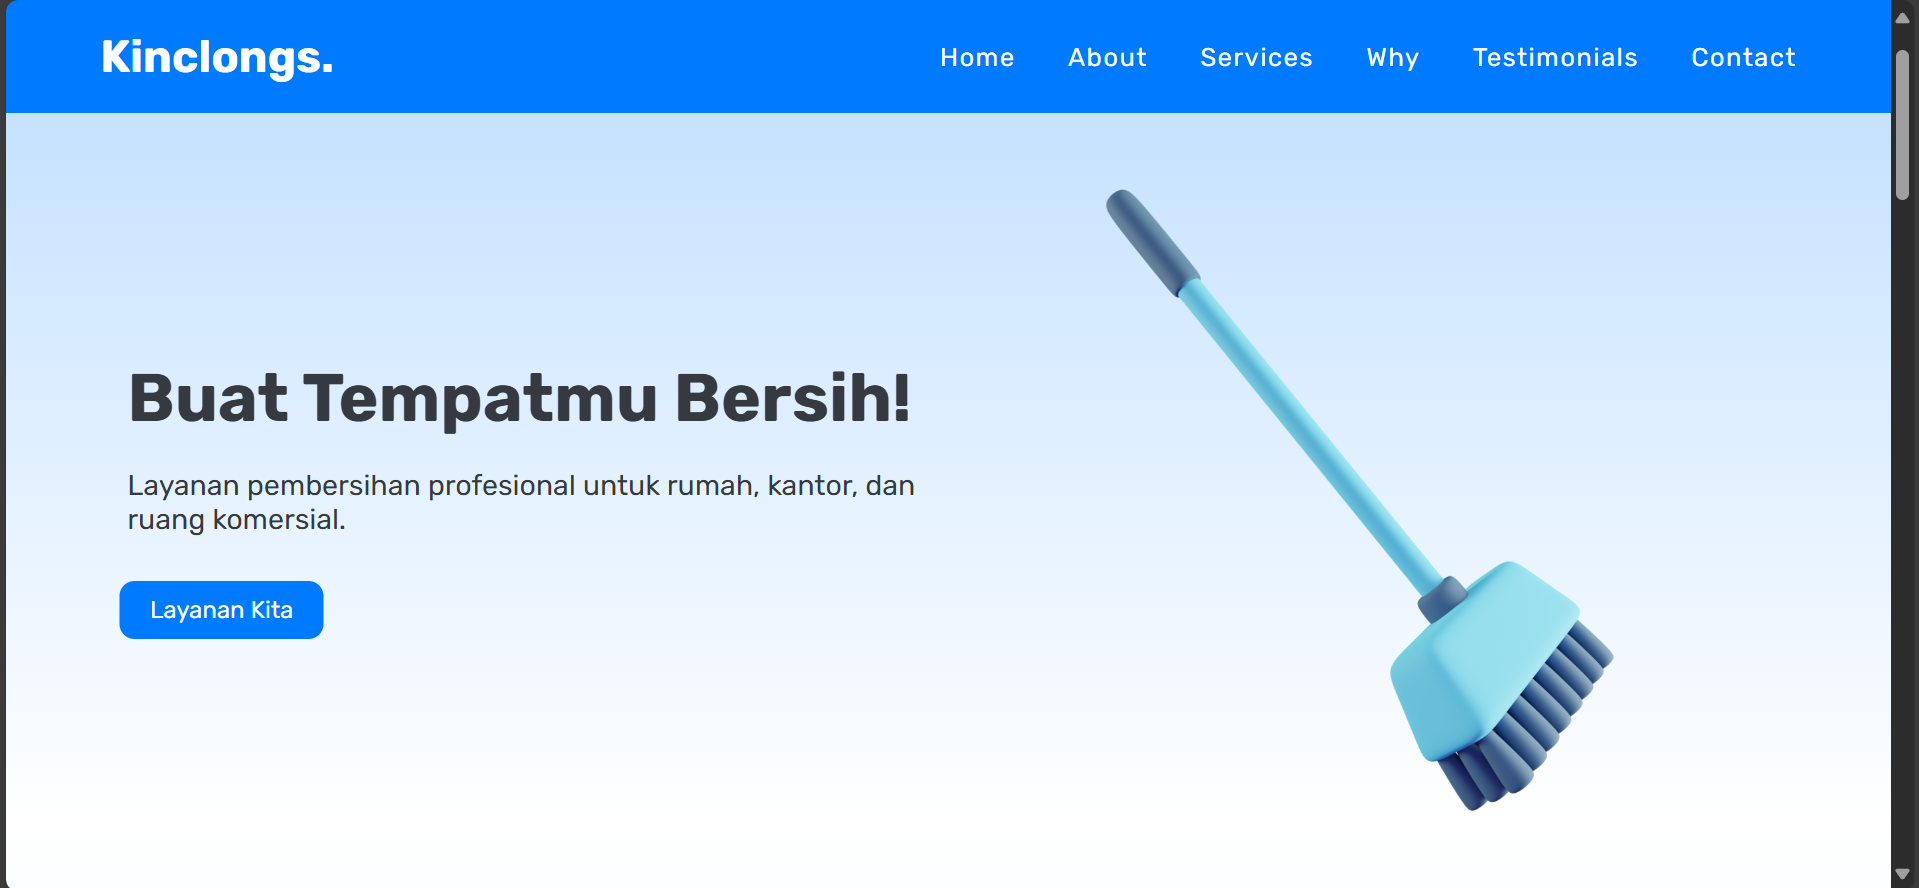 Kinclongs.
Home About Services Why Testimonials Contact
Buat Tempatmu Bersih!
Layanan pembersihan profesional untuk rumah, kantor, dan
ruang komersial.
Layanan Kita